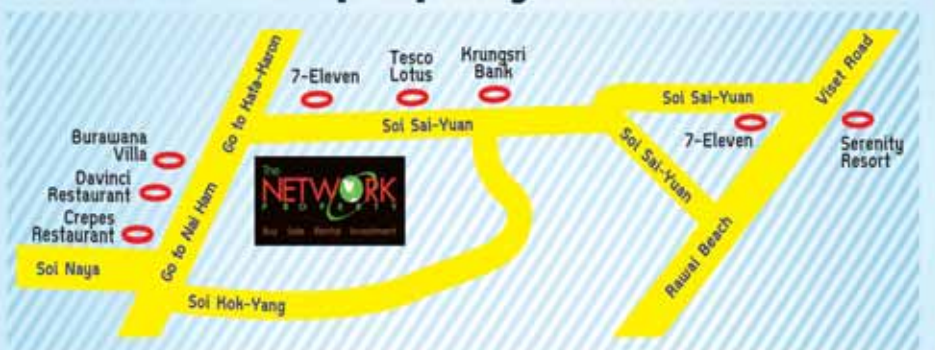 Go to Kata-Karon
7-Eleven
Tesco
Lotus
Krungsri
Bank
Soi Sai-Yuan
Viset Road
Soi Sai-Yuan
Burawana
Villa
Davinci
Restaurant
Crepes
Restaurant
The
NETWORK
PROPERTY
Buy Sale Rental Investment
Soi Sai-Yuan
7-Eleven
Serenity
Resort
Go to Nai Harn
Rawai Beach
Soi Naya
Soi Kok-Yang